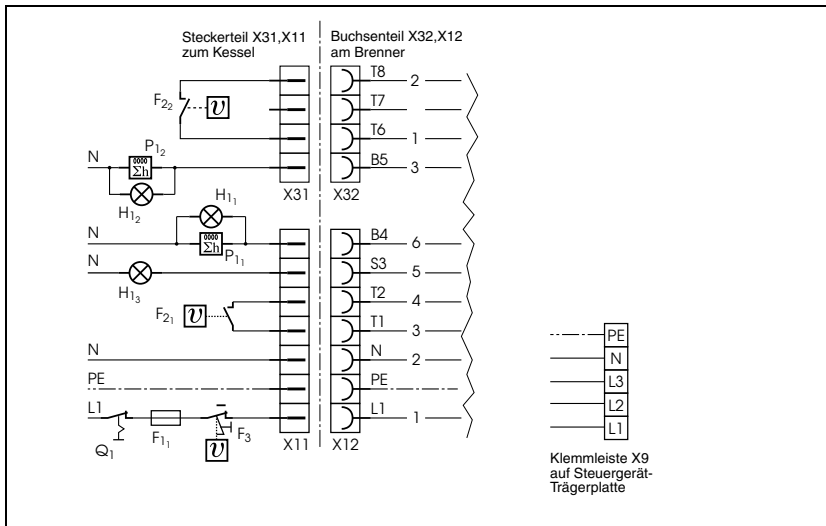 Steckerteil X31,X11
zum Kessel
Buchsenteil X32,X12
am Brenner
T8 2
F2₂ υ
T7
T6 1
N P1₂ B5 3
0000
Σh
H1₂
X31 X32
H1₁
N B4 6
0000
Σh P1₁
N S3 5
H1₃
T2 4
υ F2₁
T1 3
N N 2
PE PE
L1 L1 1
Q₁ F1₁ F₃
υ
X11 X12
PE
N
L3
L2
L1
Klemmleiste X9
auf Steuergerät-
Trägerplatte